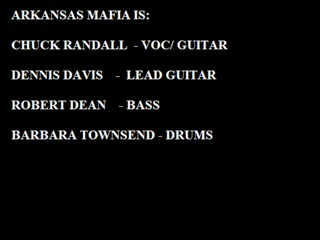 ARKANSAS MAFIA IS:
CHUCK RANDALL - VOC/ GUITAR
DENNIS DAVIS - LEAD GUITAR
ROBERT DEAN - BASS
BARBARA TOWNSEND - DRUMS